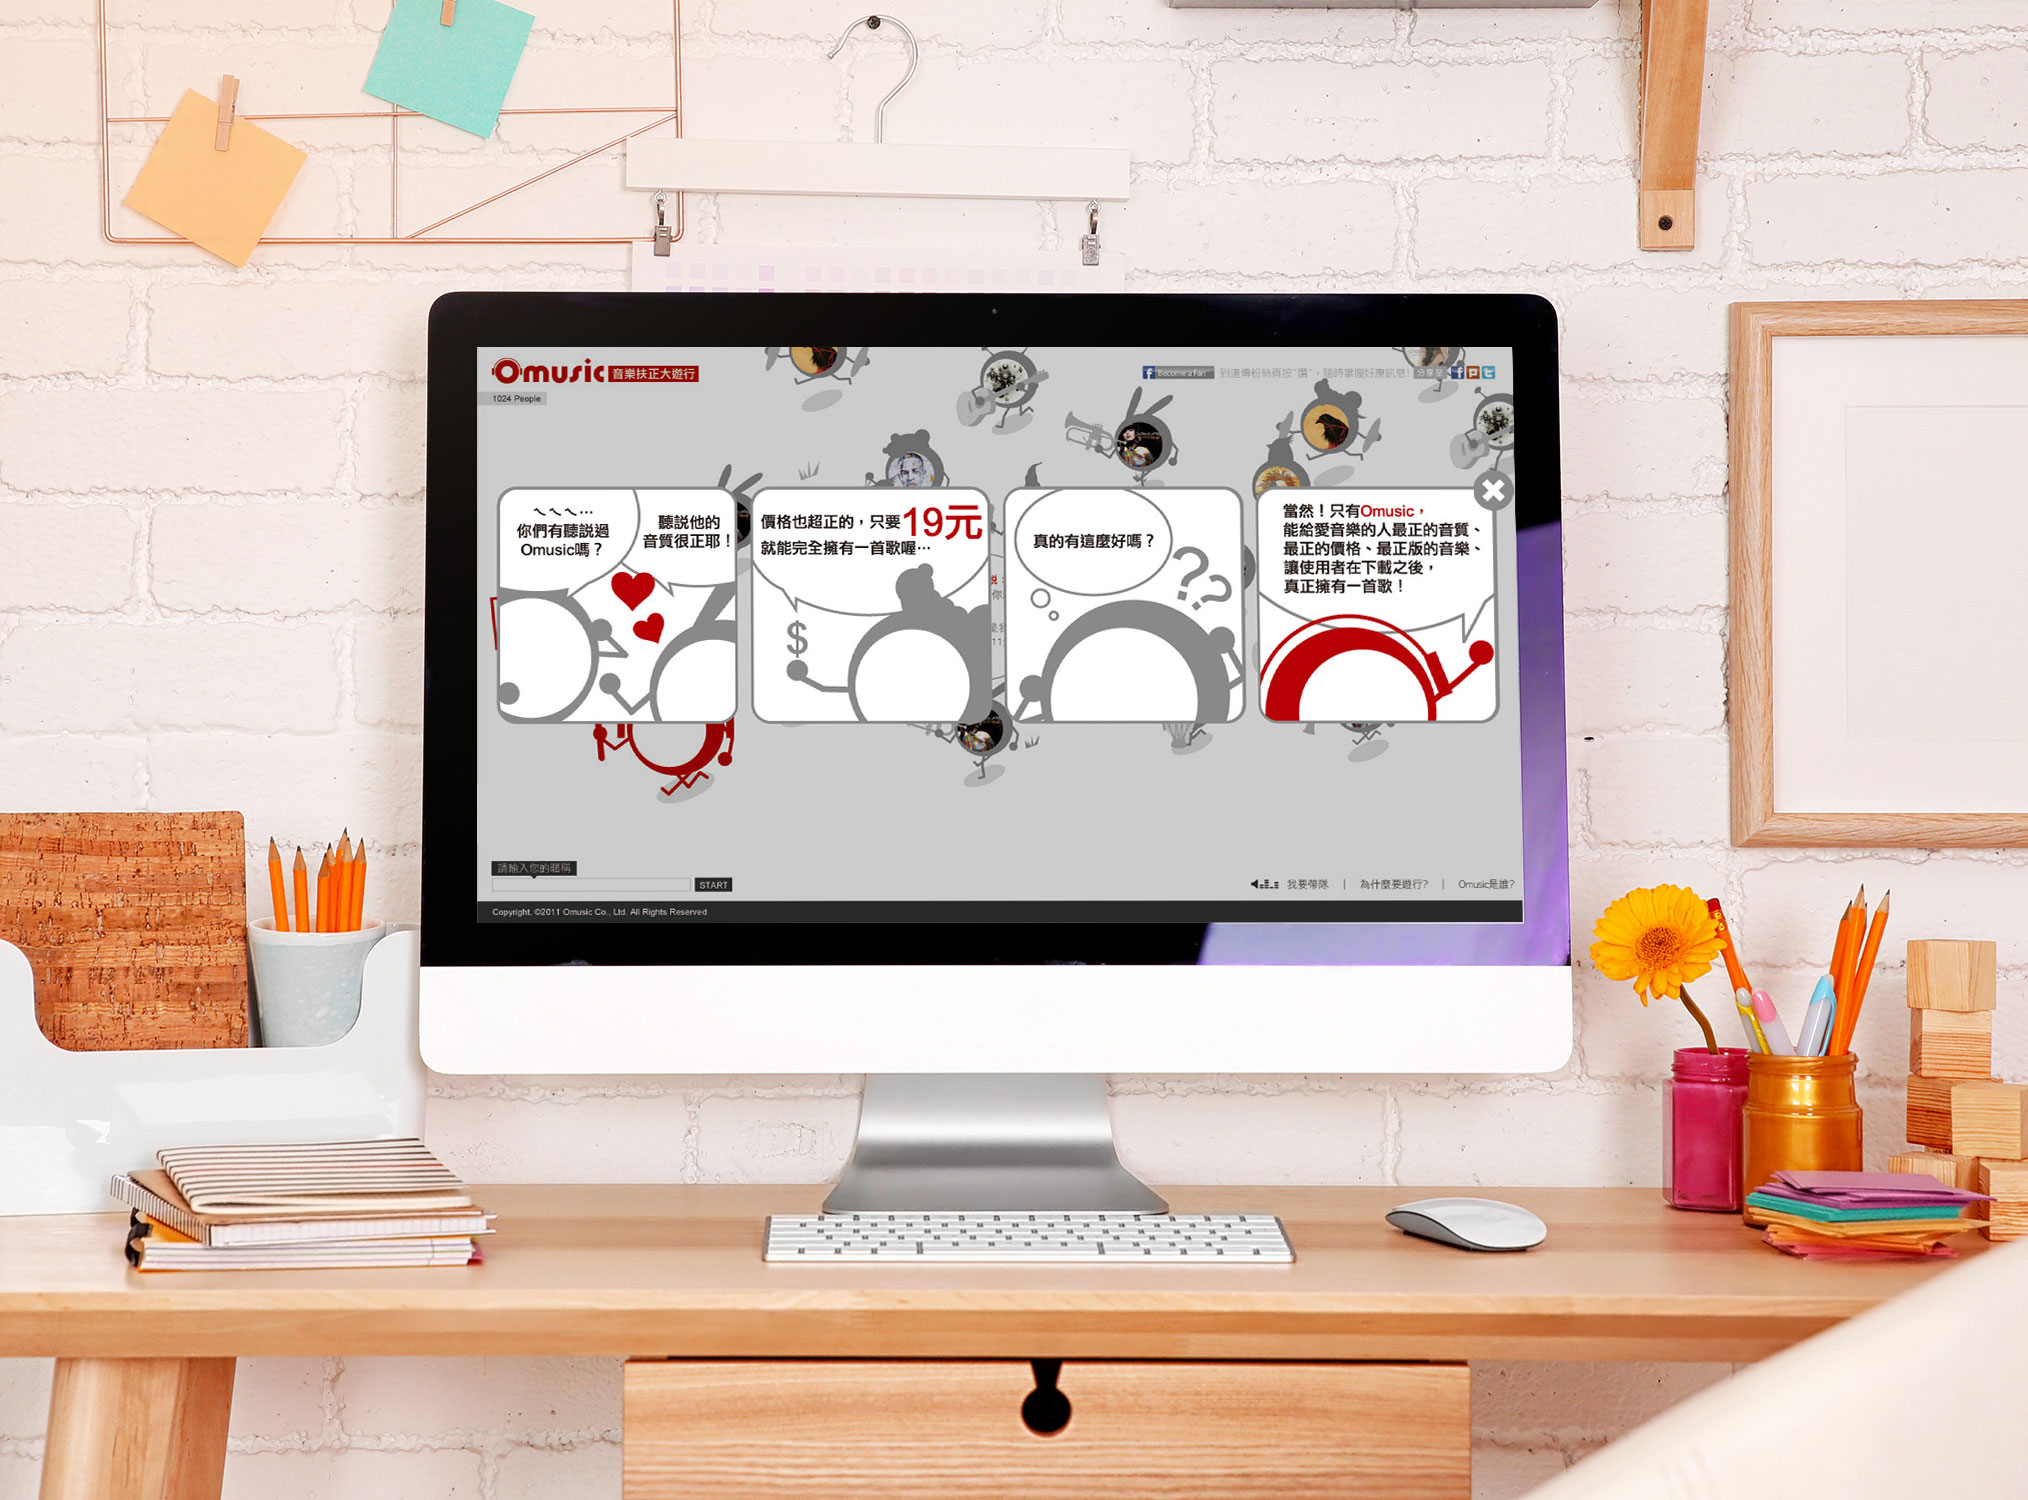 Omusic 音樂扶正大遊行
1024 People
Become a Fan 到這傳粉絲頁按"讚"，隨時掌握好康訊息！ 分享至
ㄟㄟㄟ…
你們有聽說過
Omusic嗎？
聽說他的
音質很正耶！
價格也超正的，只要19元
就能完全擁有一首歌喔…
$
真的有這麼好嗎？
??
當然！只有Omusic，
能給愛音樂的人最正的音質、
最正的價格、最正版的音樂、
讓使用者在下載之後，
真正擁有一首歌！
請輸入您的暱稱
START
我要帶隊 | 為什麼要遊行? | Omusic是誰?
Copyright. ©2011 Omusic Co., Ltd. All Rights Reserved